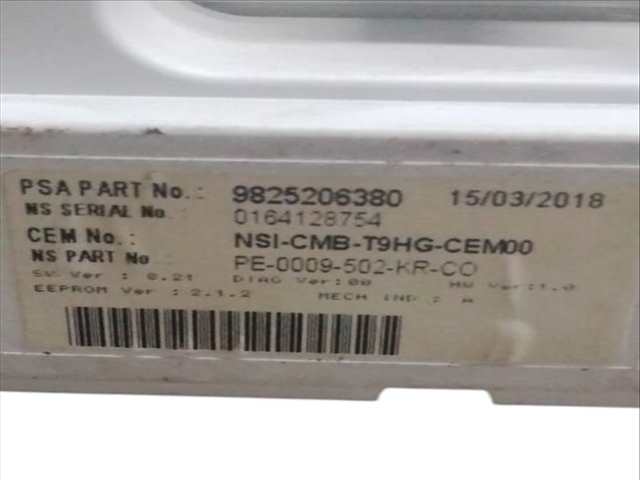 PSA PART No.: 9825206380 15/03/2018
NS SERIAL No. 0164128754
CEM No.: NSI-CMB-T9HG-CEM00
NS PART No PE-0009-502-KR-CO
SW Ver : 0.21 DIAG Ver:00 HW Ver:1.0
EEPROM Ver : 2.1.2 MECH IND : A